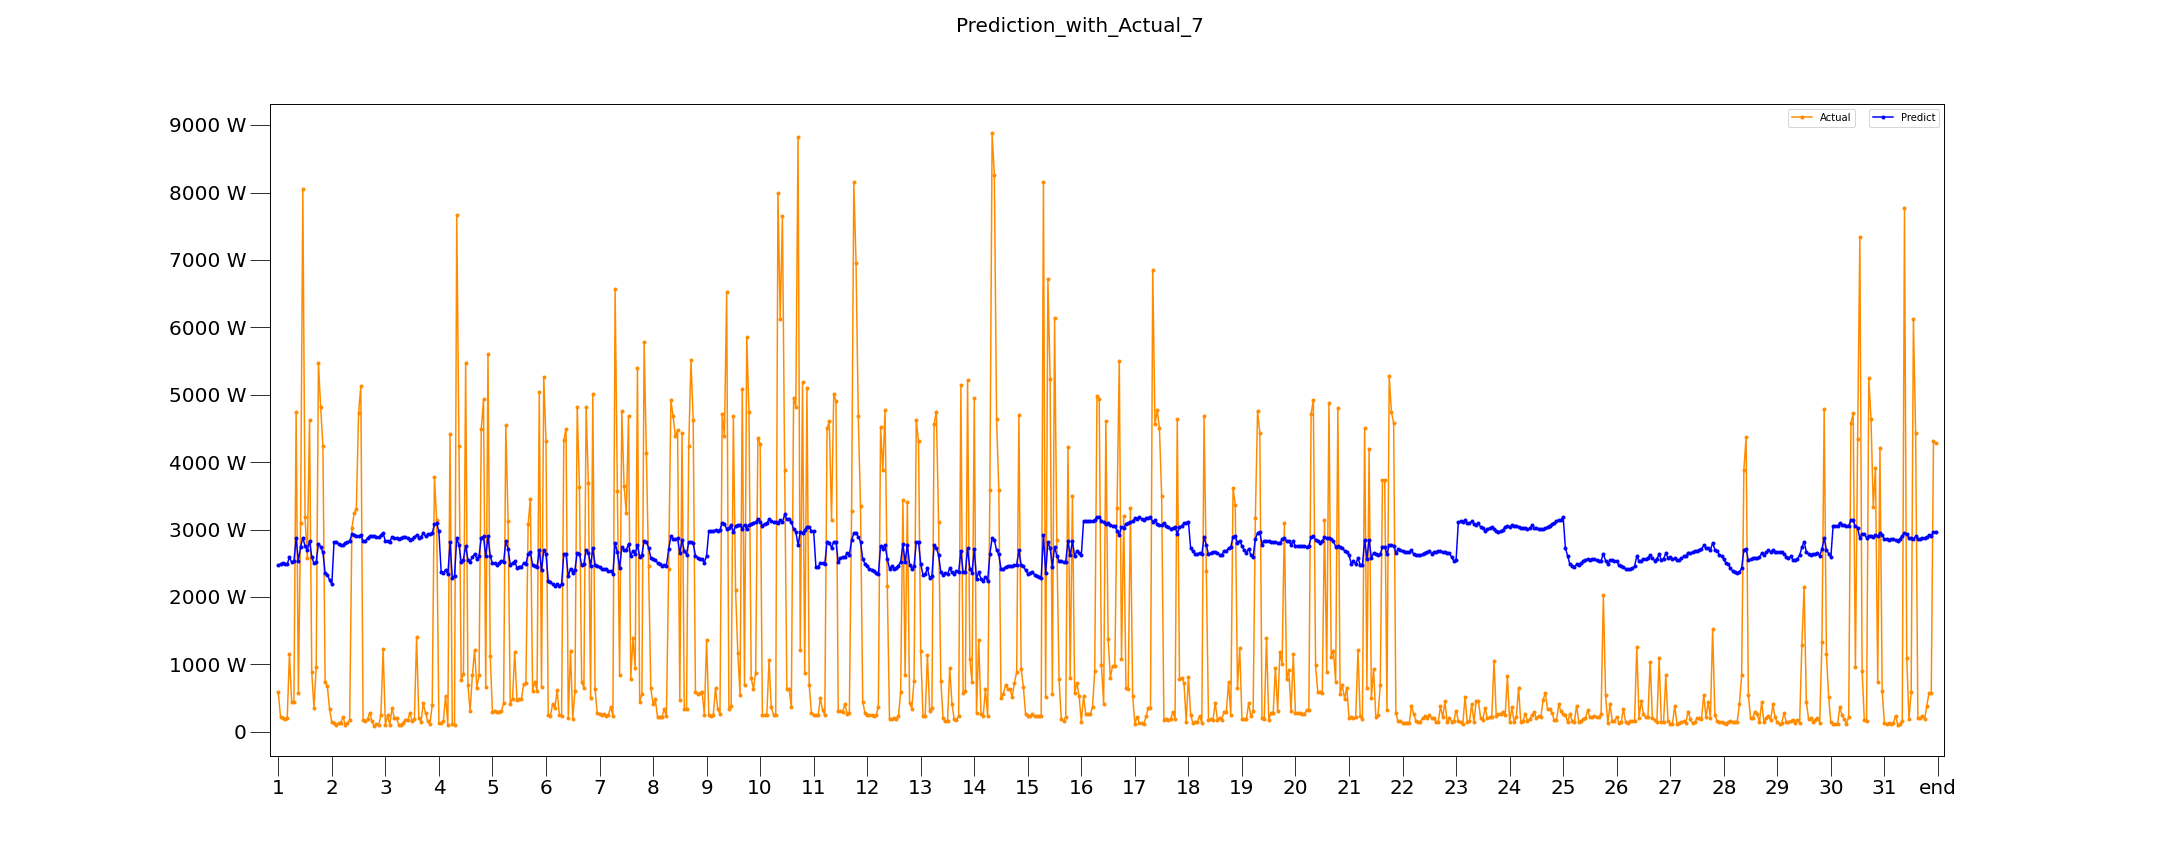 Prediction_with_Actual_7
Actual Predict
9000 W
8000 W
7000 W
6000 W
5000 W
4000 W
3000 W
2000 W
1000 W
0
1 2 3 4 5 6 7 8 9 10 11 12 13 14 15 16 17 18 19 20 21 22 23 24 25 26 27 28 29 30 31 end